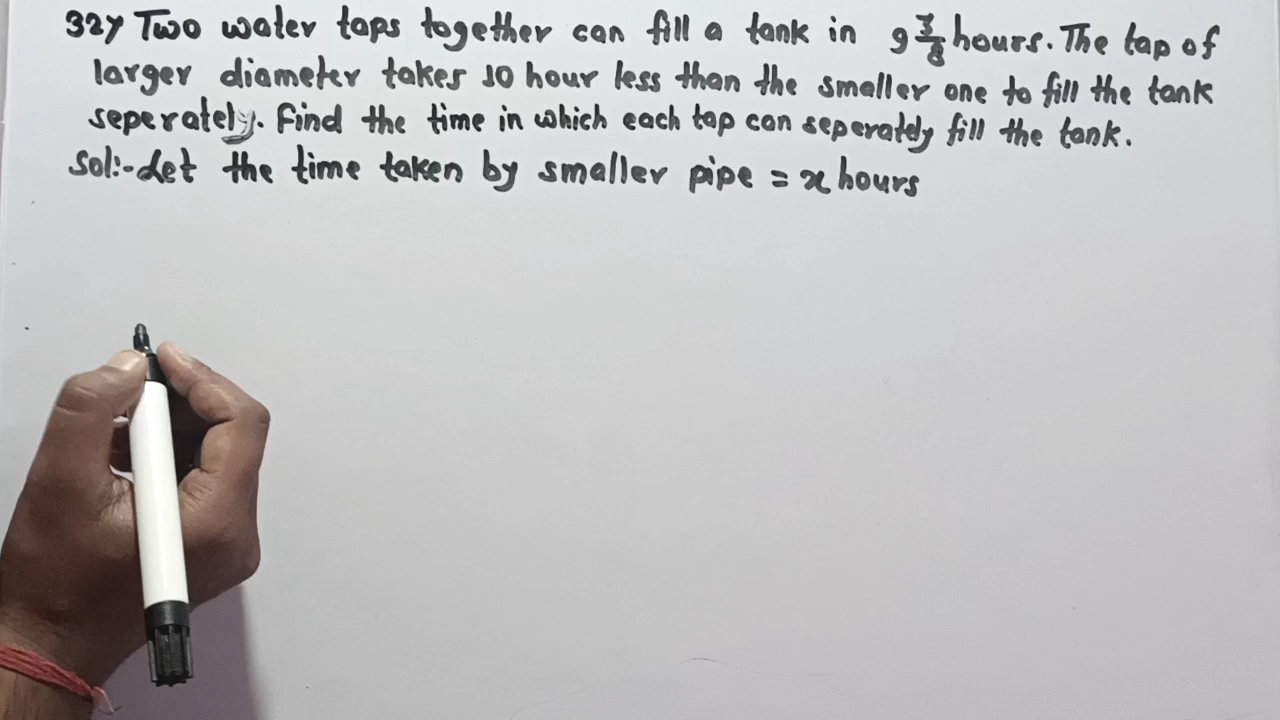 32) Two water taps together can fill a tank in 9 3/8 hours. The tap of
larger diameter takes 10 hour less than the smaller one to fill the tank
seperately. Find the time in which each tap can seperately fill the tank.
Sol:- Let the time taken by smaller pipe = x hours